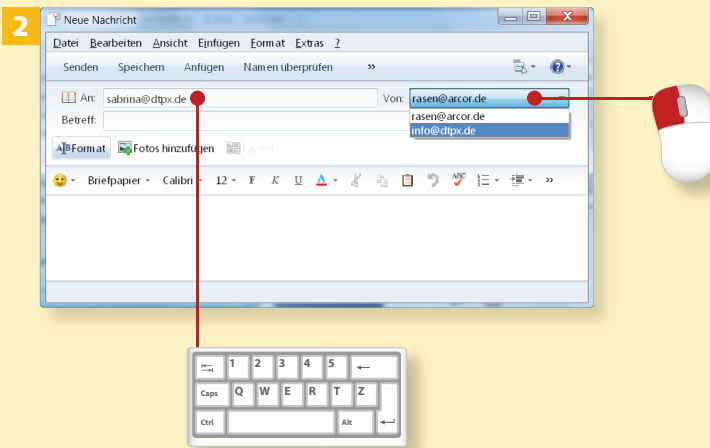 2
Neue Nachricht
Datei Bearbeiten Ansicht Einfügen Format Extras ?
Senden Speichern Anfügen Namen überprüfen »
An: sabrina@dtpx.de Von: rasen@arcor.de
rasen@arcor.de
Betreff:
info@dtpx.de
Format Fotos hinzufügen Layout
Briefpapier Calibri 12 F K U A ABC »
1 2 3 4 5
Caps Q W E R T Z
Ctrl Alt